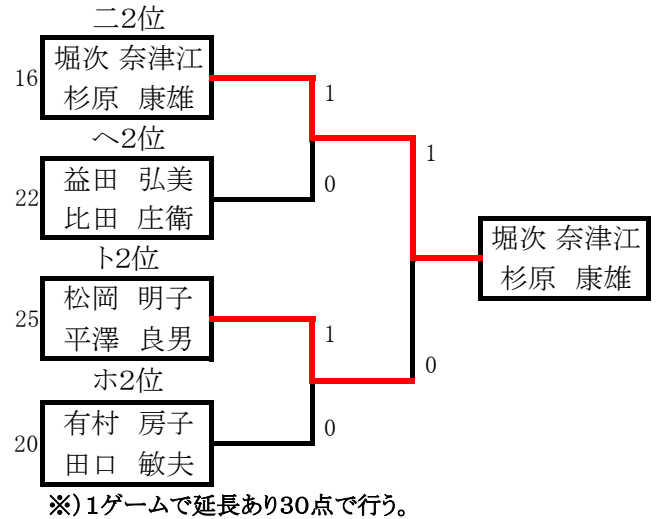 ニ2位
16
堀次 奈津江
杉原 康雄
1
ヘ2位
1
22
益田 弘美
比田 庄衛
0
堀次 奈津江
杉原 康雄
ト2位
25
松岡 明子
平澤 良男
1
0
ホ2位
20
有村 房子
田口 敏夫
0
※)1ゲームで延長あり30点で行う。